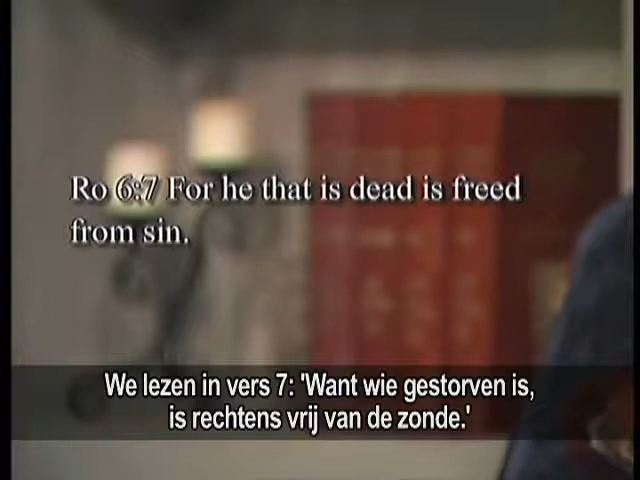 Ro 6:7 For he that is dead is freed
from sin.
We lezen in vers 7: 'Want wie gestorven is,
is rechtens vrij van de zonde.'